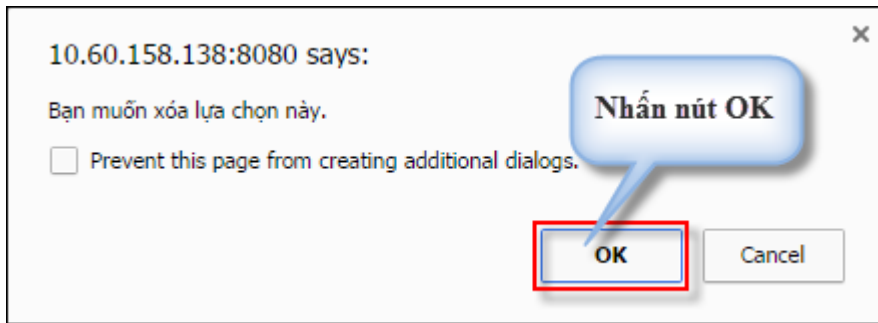 10.60.158.138:8080 says:
Bạn muốn xóa lựa chọn này.
Nhấn nút OK
Prevent this page from creating additional dialogs.
OK
Cancel